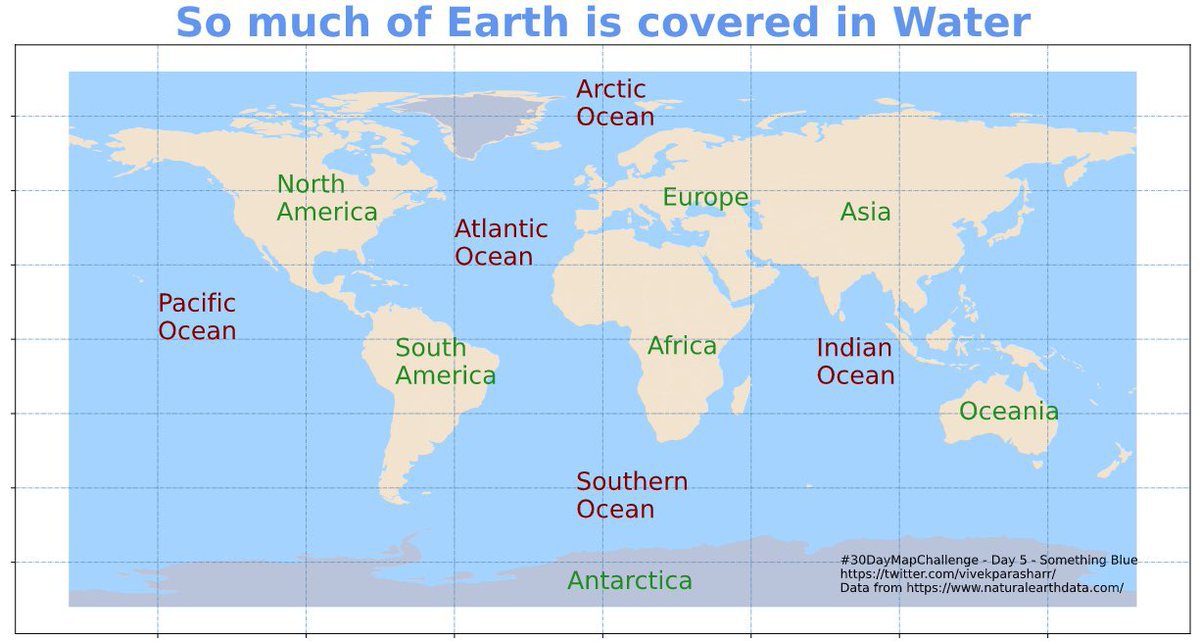 So much of Earth is covered in Water
Arctic
Ocean
North
America
Europe
Asia
Atlantic
Ocean
Pacific
Ocean
South
America
Africa
Indian
Ocean
Oceania
Southern
Ocean
Antarctica
#30DayMapChallenge - Day 5 - Something Blue
https://twitter.com/vivekparasharr/
Data from https://www.naturalearthdata.com/